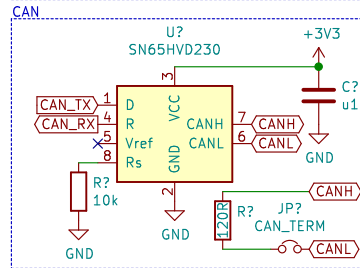 CAN
U?
SN65HVD230
+3V3
3
VCC
C?
u1
GND
CAN_TX
1
D
CAN_RX
4
R
5
Vref
8
Rs
CANH
7
CANH
CANL
6
CANL
GND
2
GND
R?
10k
GND
120R
R?
JP?
CAN_TERM
CANH
CANL